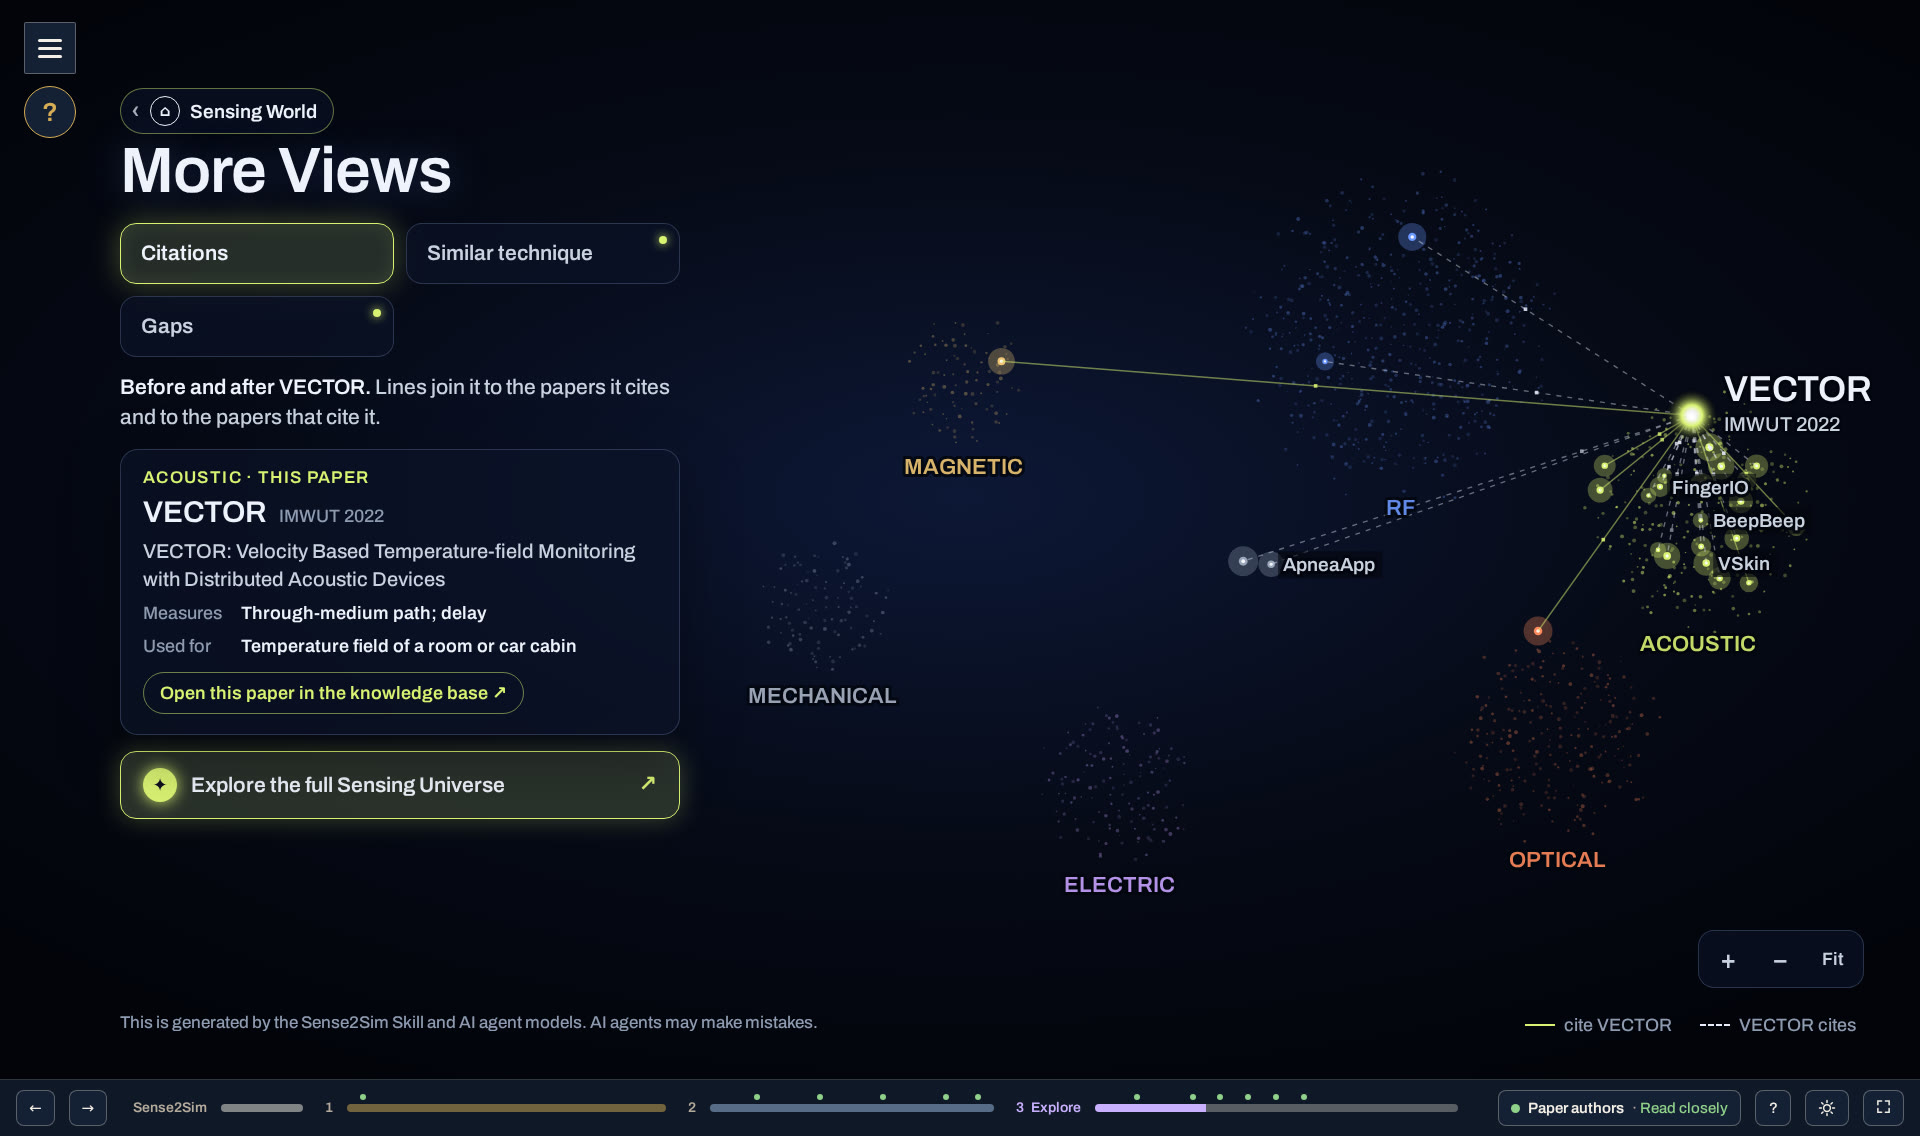 ?
‹ Sensing World
More Views
Citations
Similar technique
Gaps
Before and after VECTOR. Lines join it to the papers it cites
and to the papers that cite it.
ACOUSTIC · THIS PAPER
VECTOR IMWUT 2022
VECTOR: Velocity Based Temperature-field Monitoring
with Distributed Acoustic Devices
Measures Through-medium path; delay
Used for Temperature field of a room or car cabin
Open this paper in the knowledge base ↗
Explore the full Sensing Universe ↗
VECTOR
IMWUT 2022
MAGNETIC
FingerIO
RF
BeepBeep
ApneaApp
VSkin
ACOUSTIC
MECHANICAL
OPTICAL
ELECTRIC
+ − Fit
This is generated by the Sense2Sim Skill and AI agent models. AI agents may make mistakes.
cite VECTOR VECTOR cites
← → Sense2Sim 1 2 3 Explore Paper authors · Read closely ?